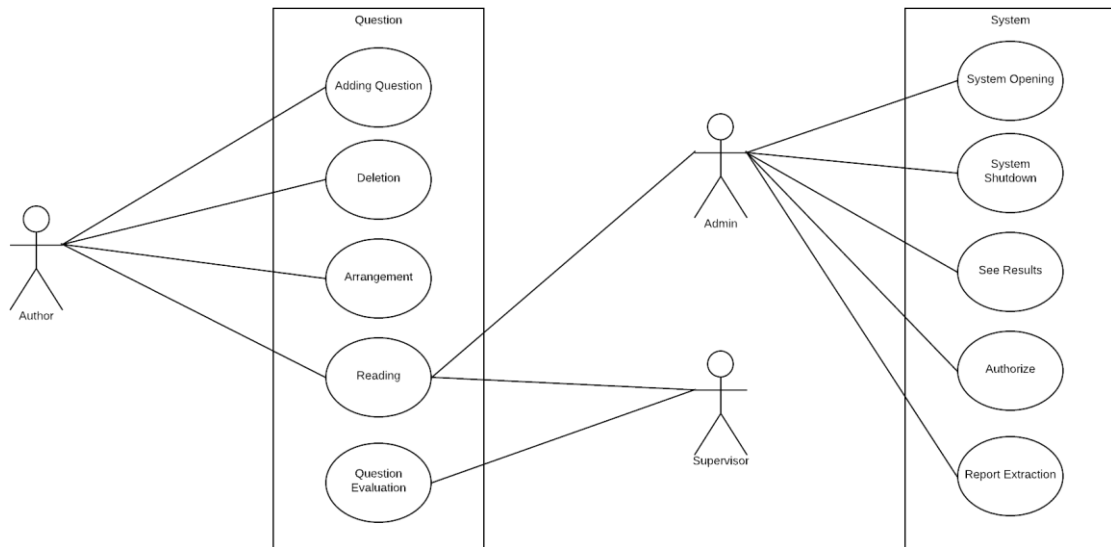 Question
System
Adding Question
System Opening
Deletion
System
Shutdown
Admin
Arrangement
See Results
Author
Reading
Authorize
Supervisor
Question
Evaluation
Report Extraction